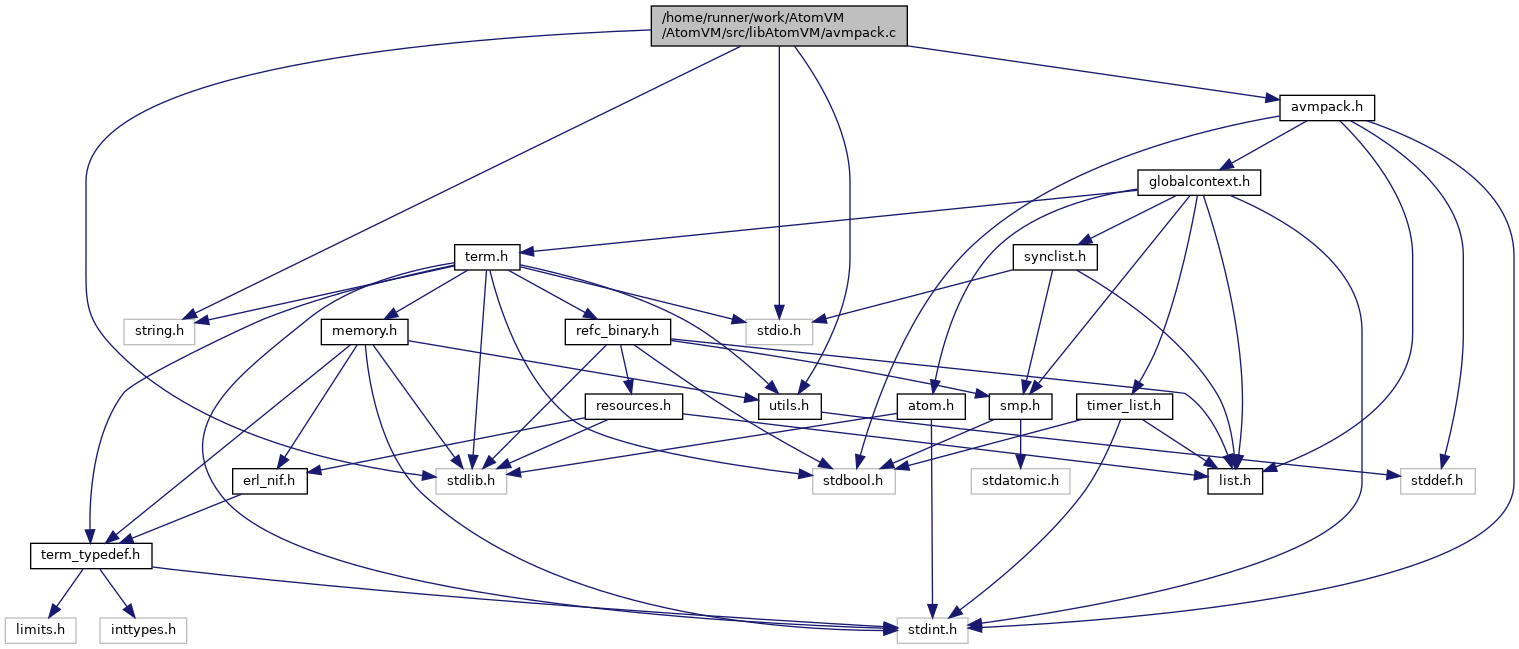 /home/runner/work/AtomVM
/AtomVM/src/libAtomVM/avmpack.c
avmpack.h
globalcontext.h
term.h
synclist.h
string.h
memory.h
refc_binary.h
stdio.h
resources.h
utils.h
atom.h
smp.h
timer_list.h
erl_nif.h
stdlib.h
stdbool.h
stdatomic.h
list.h
stddef.h
term_typedef.h
limits.h
inttypes.h
stdint.h